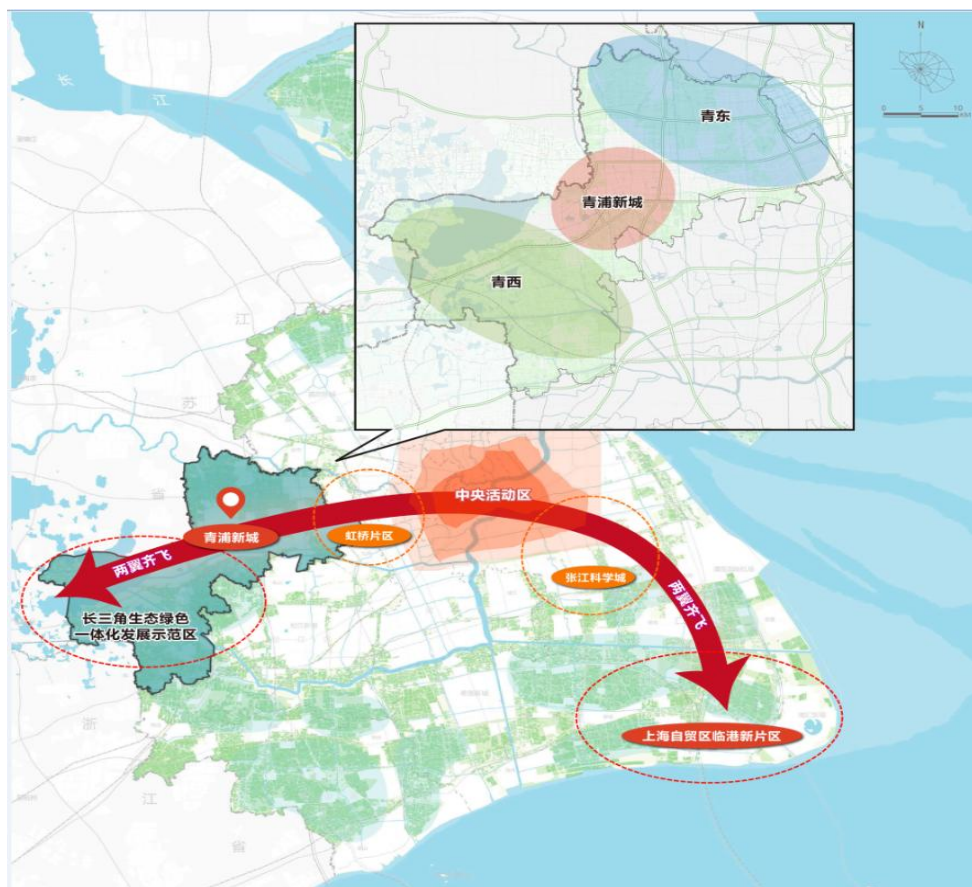 N
0 5 10
KM
长
江
青东
青浦新城
青西
江
苏
省
中央活动区
虹桥片区
青浦新城
张江科学城
两翼齐飞
两翼齐飞
长三角生态绿色
一体化发展示范区
上海自贸区临港新片区
浙
江
省